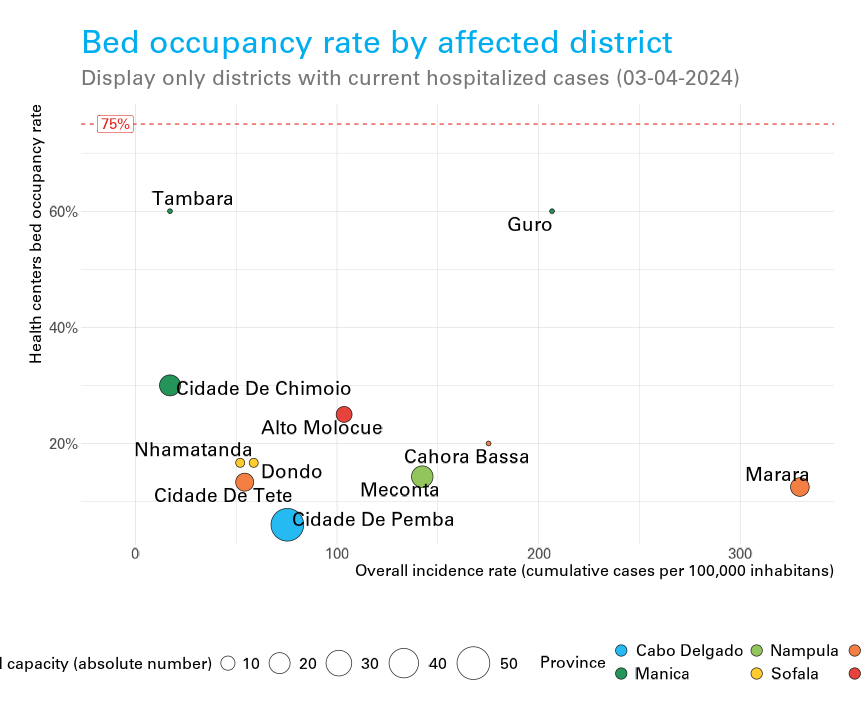 Bed occupancy rate by affected district
Display only districts with current hospitalized cases (03-04-2024)
Health centers bed occupancy rate
75%
60%
40%
20%
Tambara
Guro
Cidade De Chimoio
Alto Molocue
Nhamatanda
Cahora Bassa
Dondo
Marara
Meconta
Cidade De Tete
Cidade De Pemba
0 100 200 300
Overall incidence rate (cumulative cases per 100,000 inhabitans)
capacity (absolute number) 10 20 30 40 50
Province
Cabo Delgado Nampula
Manica Sofala